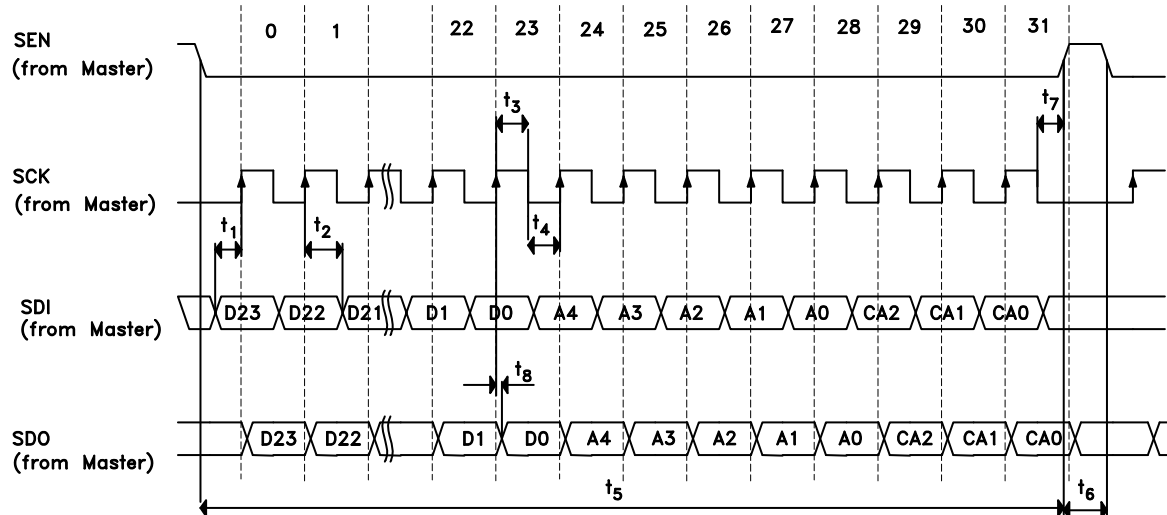 0 1 22 23 24 25 26 27 28 29 30 31
SEN
(from Master)
t3 t7
SCK
(from Master)
t1 t2 t4
SDI
(from Master)
D23 D22 D21 D1 D0 A4 A3 A2 A1 A0 CA2 CA1 CA0
t8
SDO
(from Master)
D23 D22 D1 D0 A4 A3 A2 A1 A0 CA2 CA1 CA0
t5 t6